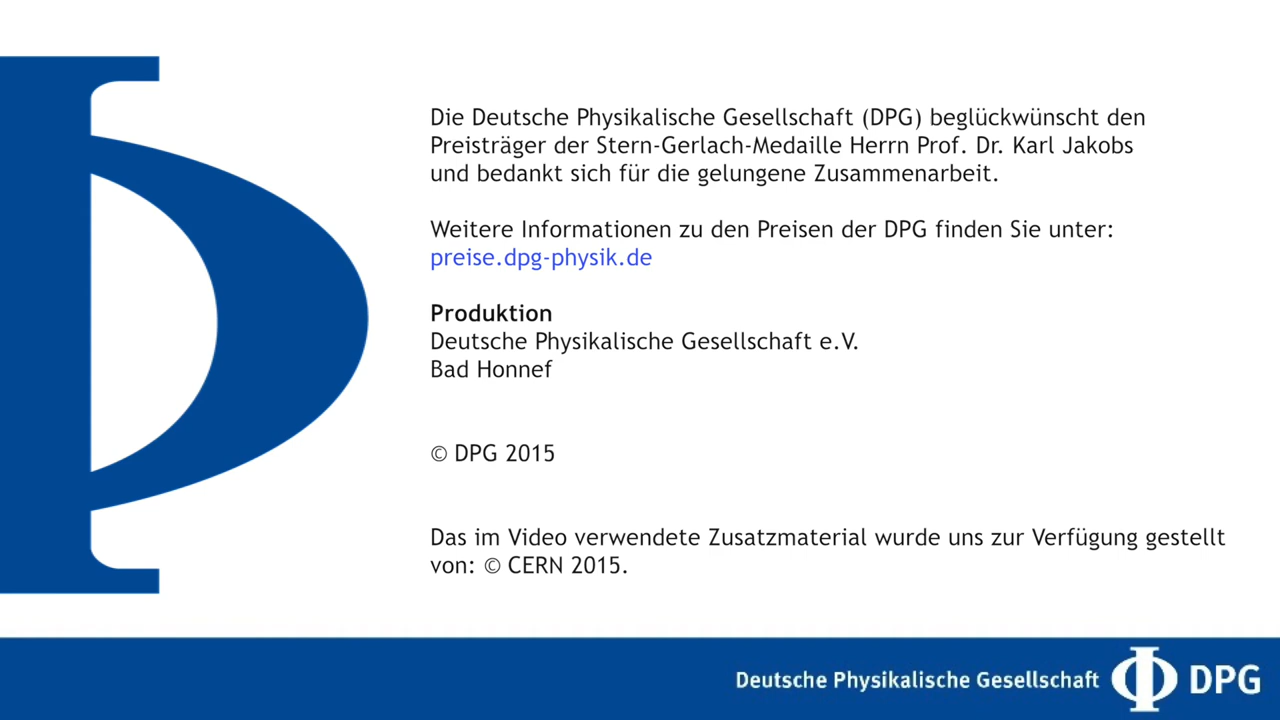 Die Deutsche Physikalische Gesellschaft (DPG) beglückwünscht den
Preisträger der Stern-Gerlach-Medaille Herrn Prof. Dr. Karl Jakobs
und bedankt sich für die gelungene Zusammenarbeit.
Weitere Informationen zu den Preisen der DPG finden Sie unter:
preise.dpg-physik.de
Produktion
Deutsche Physikalische Gesellschaft e.V.
Bad Honnef
© DPG 2015
Das im Video verwendete Zusatzmaterial wurde uns zur Verfügung gestellt
von: © CERN 2015.
Deutsche Physikalische Gesellschaft Φ DPG